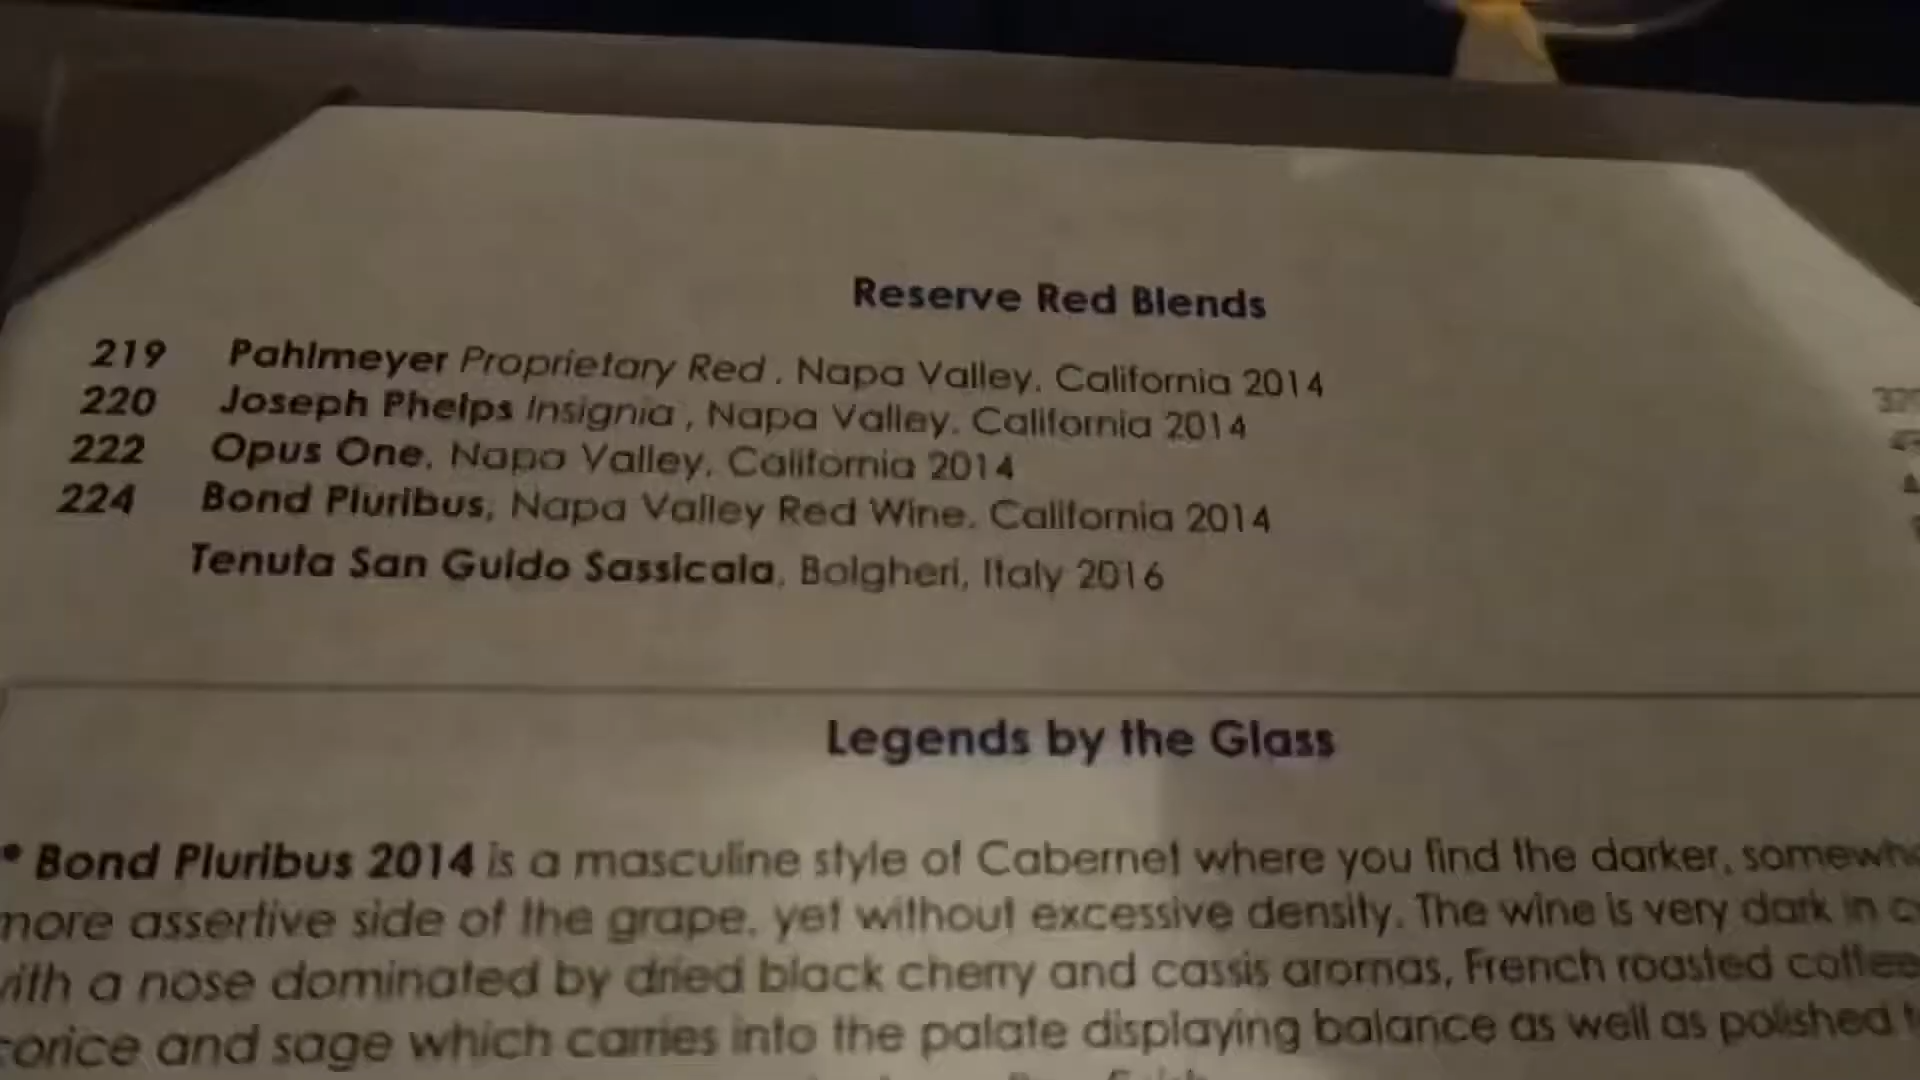 Reserve Red Blends
219 Pahlmeyer Proprietary Red, Napa Valley, California 2014
220 Joseph Phelps Insignia, Napa Valley, California 2014
222 Opus One, Napa Valley, California 2014
224 Bond Pluribus, Napa Valley Red Wine, California 2014
Tenuta San Guido Sassicaia, Bolgheri, Italy 2016
Legends by the Glass
* Bond Pluribus 2014 is a masculine style of Cabernet where you find the darker,
more assertive side of the grape, yet without excessive density. The wine is very dark in
with a nose dominated by dried black cherry and cassis aromas, French roasted coffee
and sage which carries into the palate displaying balance as well as polished